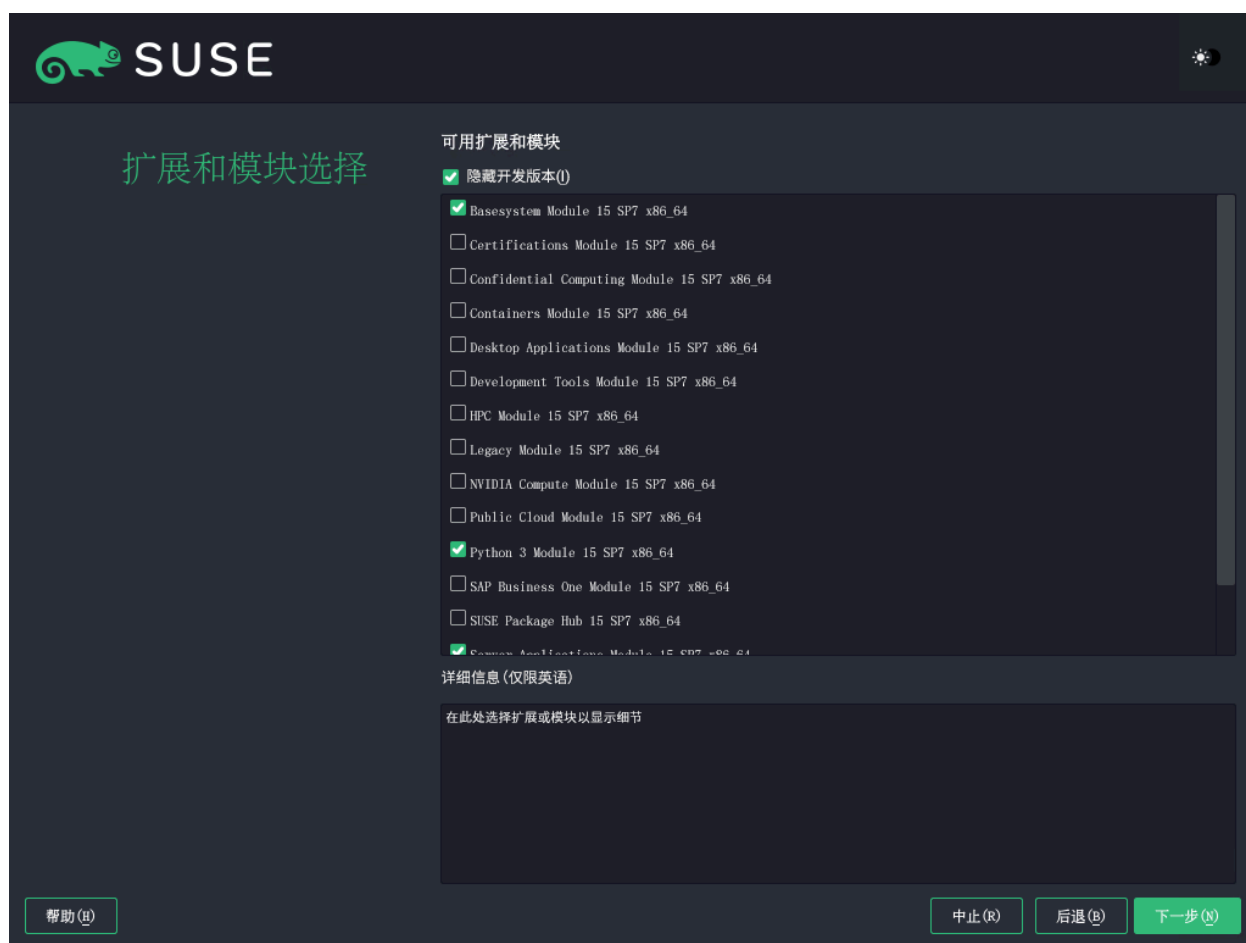 SUSE
扩展和模块选择
可用扩展和模块
隐藏开发版本(I)
Basesystem Module 15 SP7 x86_64
Certifications Module 15 SP7 x86_64
Confidential Computing Module 15 SP7 x86_64
Containers Module 15 SP7 x86_64
Desktop Applications Module 15 SP7 x86_64
Development Tools Module 15 SP7 x86_64
HPC Module 15 SP7 x86_64
Legacy Module 15 SP7 x86_64
NVIDIA Compute Module 15 SP7 x86_64
Public Cloud Module 15 SP7 x86_64
Python 3 Module 15 SP7 x86_64
SAP Business One Module 15 SP7 x86_64
SUSE Package Hub 15 SP7 x86_64
Server Applications Module 15 SP7 x86_64
详细信息(仅限英语)
在此处选择扩展或模块以显示细节
帮助(H) 中止(R) 后退(B) 下一步(N)